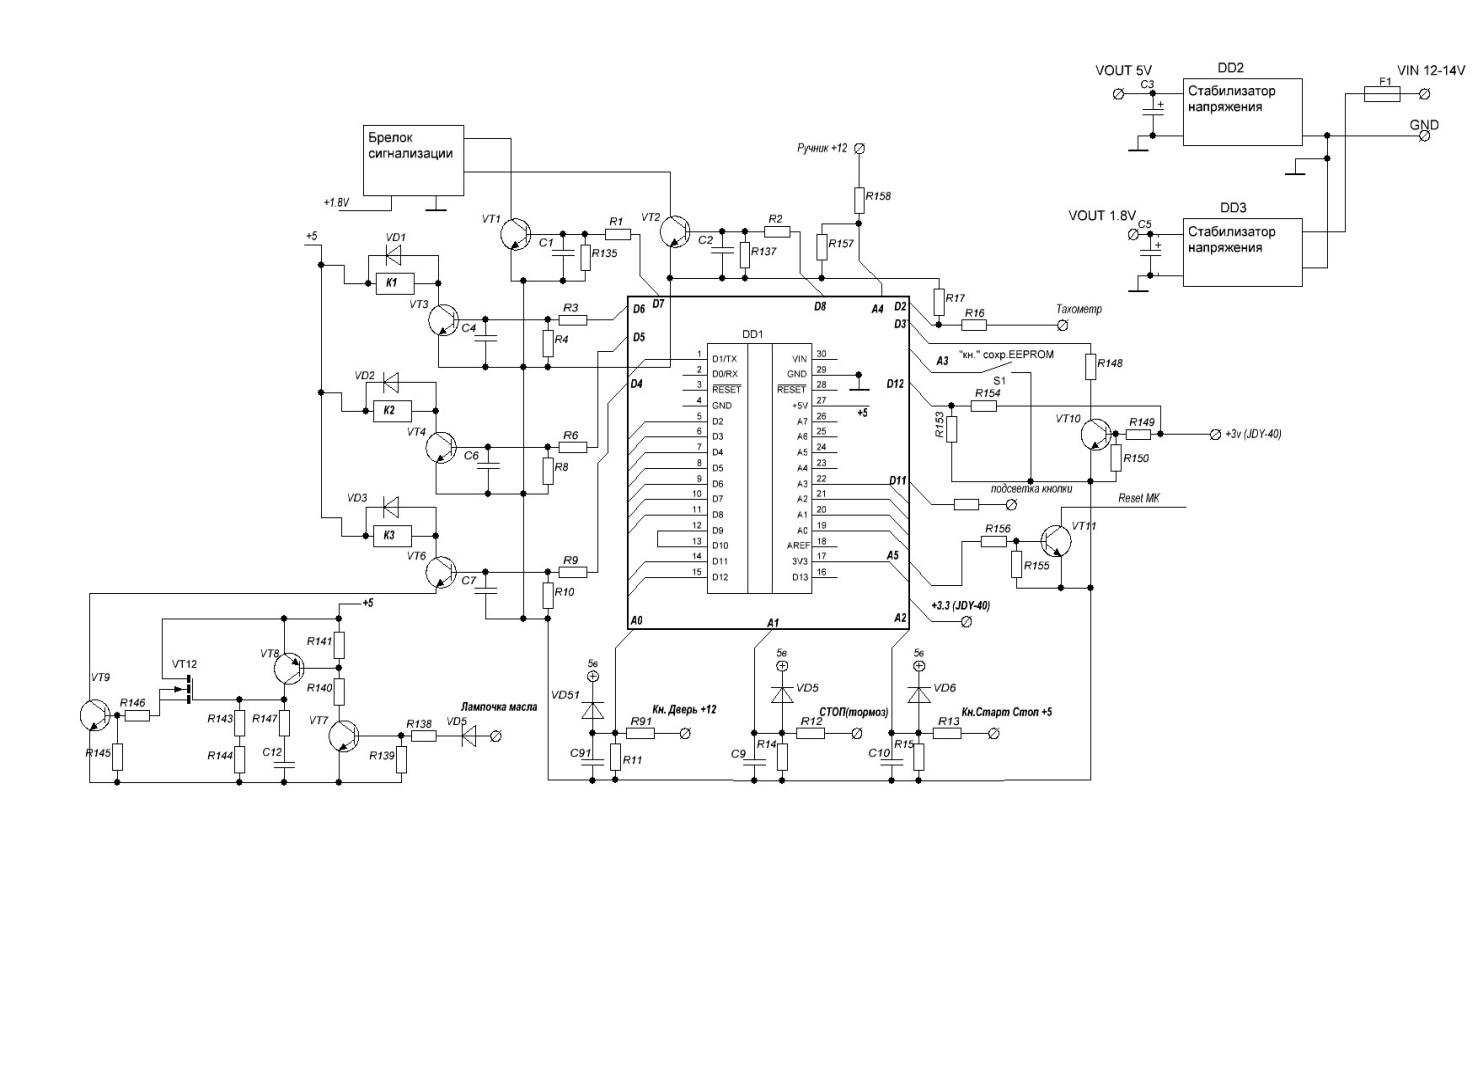 DD2
VOUT 5V
VIN 12-14V
C3
+
Стабилизатор
напряжения
F1
GND
DD3
VOUT 1.8V
C5
+
Стабилизатор
напряжения
Брелок
сигнализации
+1.8V
Ручник +12
R158
R157
VT1
C1
R135
R1
VT2
C2
R137
R2
+5
VD1
K1
VT3
C4
R3
R4
D6
D7
D8
A4
D2
R17
R16
Тахометр
D3
D5
D4
DD1
A3
"кн." сохр.EEPROM
S1
R148
D12
R154
R153
VT10
R149
R150
+3v (JDY-40)
1 D1/TX VIN 30
2 D0/RX GND 29
3 RESET RESET 28
4 GND +5V 27
+5
5 D2 A7 26
6 D3 A6 25
7 D4 A5 24
8 D5 A4 23
9 D6 A3 22
10 D7 A2 21
11 D8 A1 20
12 D9 A0 19
13 D10 AREF 18
14 D11 3V3 17
15 D12 D13 16
VD2
K2
VT4
C6
R6
R8
VD3
K3
VT6
C7
R9
R10
D11
подсветка кнопки
Reset МК
R156
VT11
R155
A5
+3.3 (JDY-40)
A0
A1
A2
+5
R141
VT8
VT12
R140
VT9
R146
R145
R143
R147
R144
C12
VT7
R138
VD5
R139
Лампочка масла
5в
VD51
R91
Кн. Дверь +12
C91
R11
5в
VD5
R12
СТОП(тормоз)
C9
R14
5в
VD6
R13
Кн.Старт Стоп +5
C10
R15